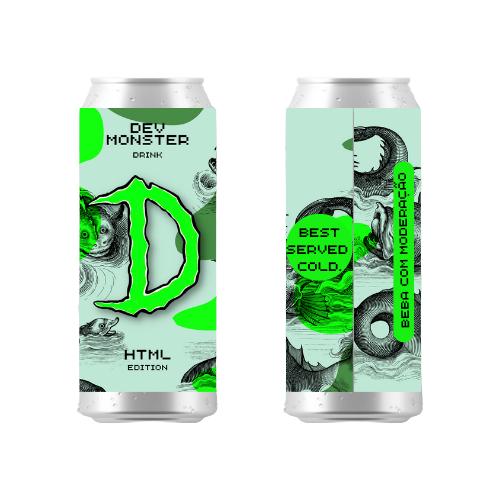 DEV
MONSTER
DRINK
D
HTML
EDITION
BEST
SERVED
COLD.
BEBA COM MODERAÇÃO